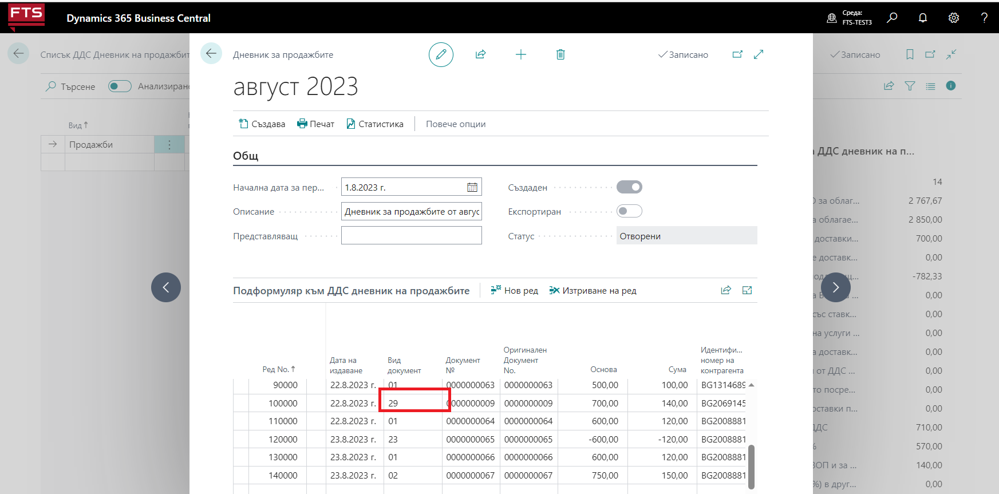 FTS
Dynamics 365 Business Central
Среда:
FTS-TEST3
?
Списък ДДС Дневник на продажбит
Търсене
Анализиране
Вид ↑
Продажби
Дневник за продажбите
Записано
август 2023
Създава
Печат
Статистика
Повече опции
Общ
Начална дата за пер...
1.8.2023 г.
Описание
Дневник за продажбите от авгус
Представляващ
Създаден
Експортиран
Статус
Отворени
Подформуляр към ДДС дневник на продажбите
Нов ред
Изтриване на ред
Ред No. ↑
Дата на издаване
Вид документ
Документ №
Оригинален Документ No.
Основа
Сума
Идентифи... номер на контрагента
90000 22.8.2023 г. 01 0000000063 0000000063 500,00 100,00 BG1314689
100000 22.8.2023 г. 29 0000000009 0000000009 700,00 140,00 BG2069145
110000 22.8.2023 г. 01 0000000064 0000000064 600,00 120,00 BG2008881
120000 23.8.2023 г. 23 0000000065 0000000065 -600,00 -120,00 BG2008881
130000 23.8.2023 г. 01 0000000066 0000000066 600,00 120,00 BG2008881
140000 23.8.2023 г. 02 0000000067 0000000067 750,00 150,00 BG2008881
Записано
ДДС дневник на п...
14
за облаг... 2 767,67
облагае... 2 850,00
доставки... 700,00
доставк... 0,00
-782,33
0,00
със ставк... 0,00
на услуги ... 0,00
доставк... 0,00
от ДДС ... 0,00
то посре... 0,00
оставки п... 0,00
ДДС 710,00
% 570,00
ВОП и за ... 140,00
%) в друг... 0,00